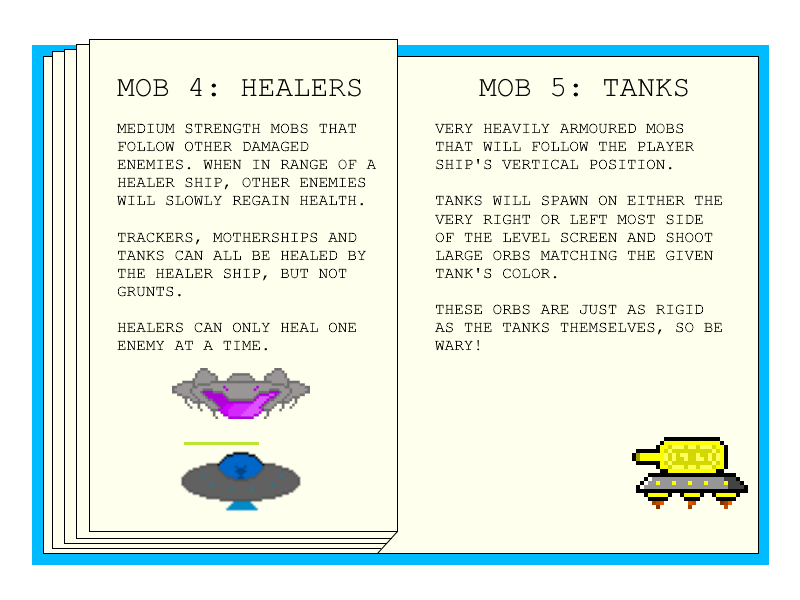 MOB 4: HEALERS
MEDIUM STRENGTH MOBS THAT
FOLLOW OTHER DAMAGED
ENEMIES. WHEN IN RANGE OF A
HEALER SHIP, OTHER ENEMIES
WILL SLOWLY REGAIN HEALTH.
TRACKERS, MOTHERSHIPS AND
TANKS CAN ALL BE HEALED BY
THE HEALER SHIP, BUT NOT
GRUNTS.
HEALERS CAN ONLY HEAL ONE
ENEMY AT A TIME.
MOB 5: TANKS
VERY HEAVILY ARMOURED MOBS
THAT WILL FOLLOW THE PLAYER
SHIP'S VERTICAL POSITION.
TANKS WILL SPAWN ON EITHER THE
VERY RIGHT OR LEFT MOST SIDE
OF THE LEVEL SCREEN AND SHOOT
LARGE ORBS MATCHING THE GIVEN
TANK'S COLOR.
THESE ORBS ARE JUST AS RIGID
AS THE TANKS THEMSELVES, SO BE
WARY!